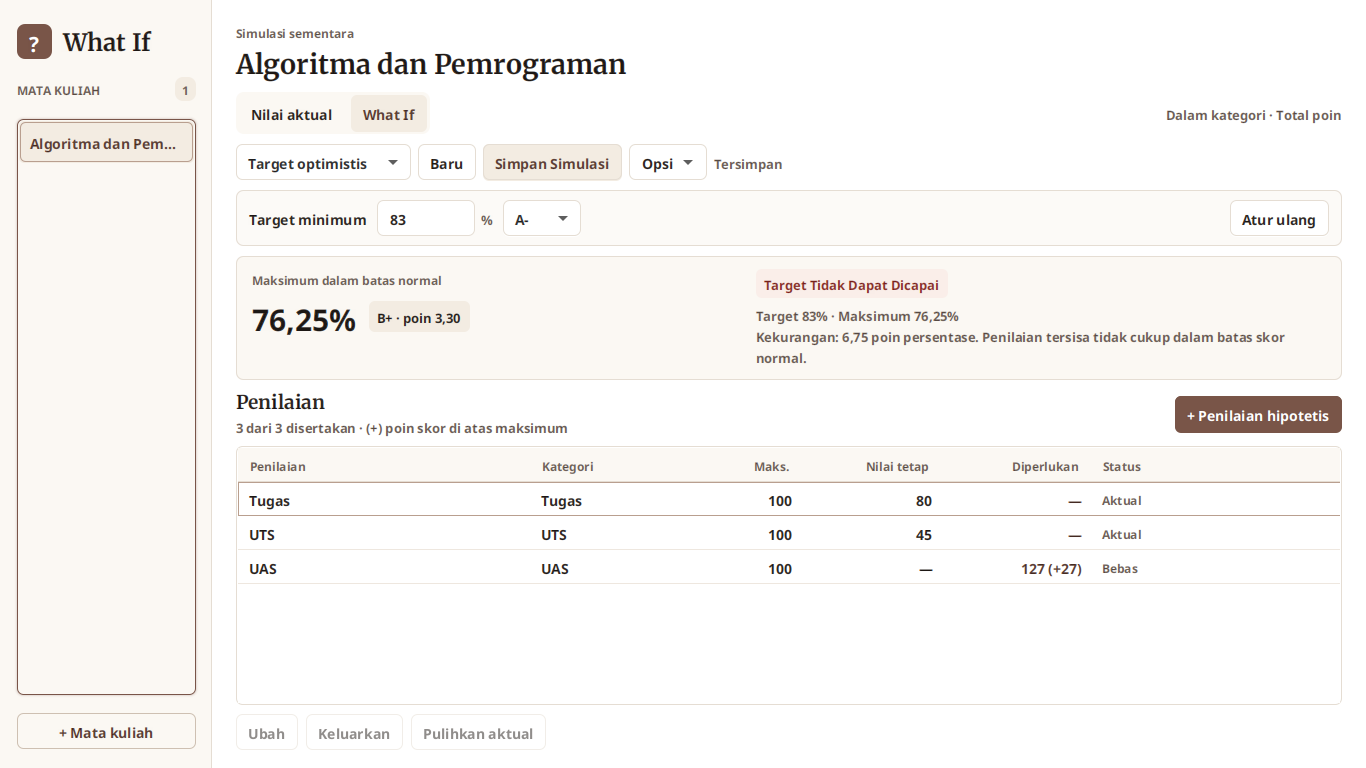 ? What If
MATA KULIAH 1
Algoritma dan Pem...
+ Mata kuliah
Simulasi sementara
Algoritma dan Pemrograman
Nilai aktual What If
Dalam kategori · Total poin
Target optimistis Baru Simpan Simulasi Opsi Tersimpan
Target minimum 83 % A- Atur ulang
Maksimum dalam batas normal
76,25% B+ · poin 3,30
Target Tidak Dapat Dicapai
Target 83% · Maksimum 76,25%
Kekurangan: 6,75 poin persentase. Penilaian tersisa tidak cukup dalam batas skor
normal.
Penilaian
3 dari 3 disertakan · (+) poin skor di atas maksimum
+ Penilaian hipotetis
Penilaian Kategori Maks. Nilai tetap Diperlukan Status
Tugas Tugas 100 80 — Aktual
UTS UTS 100 45 — Aktual
UAS UAS 100 — 127 (+27) Bebas
Ubah Keluarkan Pulihkan aktual